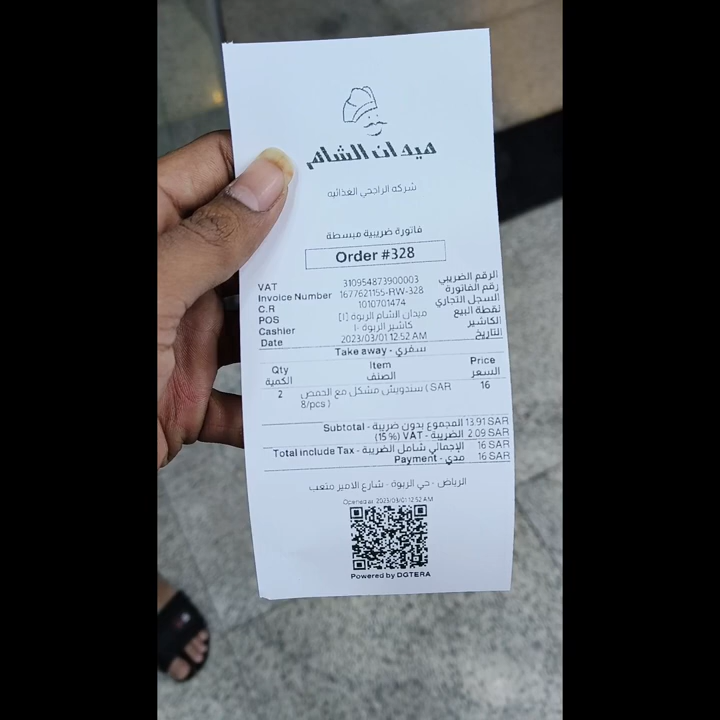 ميدان الشام
شركه الراجحي الغذائيه
فاتورة ضريبية مبسطة
Order #328
VAT 310954873900003 الرقم الضريبي
Invoice Number 1677621155-RW-328 رقم الفاتورة
C.R 1010701474 السجل التجاري
POS ميدان الشام الربوة [1] نقطة البيع
Cashier كاشير الربوة -1 الكاشير
Date 2023/03/01 12:52 AM التاريخ
Take away - سفري
Qty Item Price
الكمية الصنف السعر
2 سندويش مشكل مع الحمص ( SAR 16
8/pcs )
Subtotal - المجموع بدون ضريبة 13.91 SAR
(15%) VAT - الضريبة 2.09 SAR
Total include Tax - الإجمالي شامل الضريبة 16 SAR
Payment - مدى 16 SAR
الرياض - حي الربوة - شارع الامير متعب
Opened at 2023/03/01 12:52 AM
Powered by DGTERA